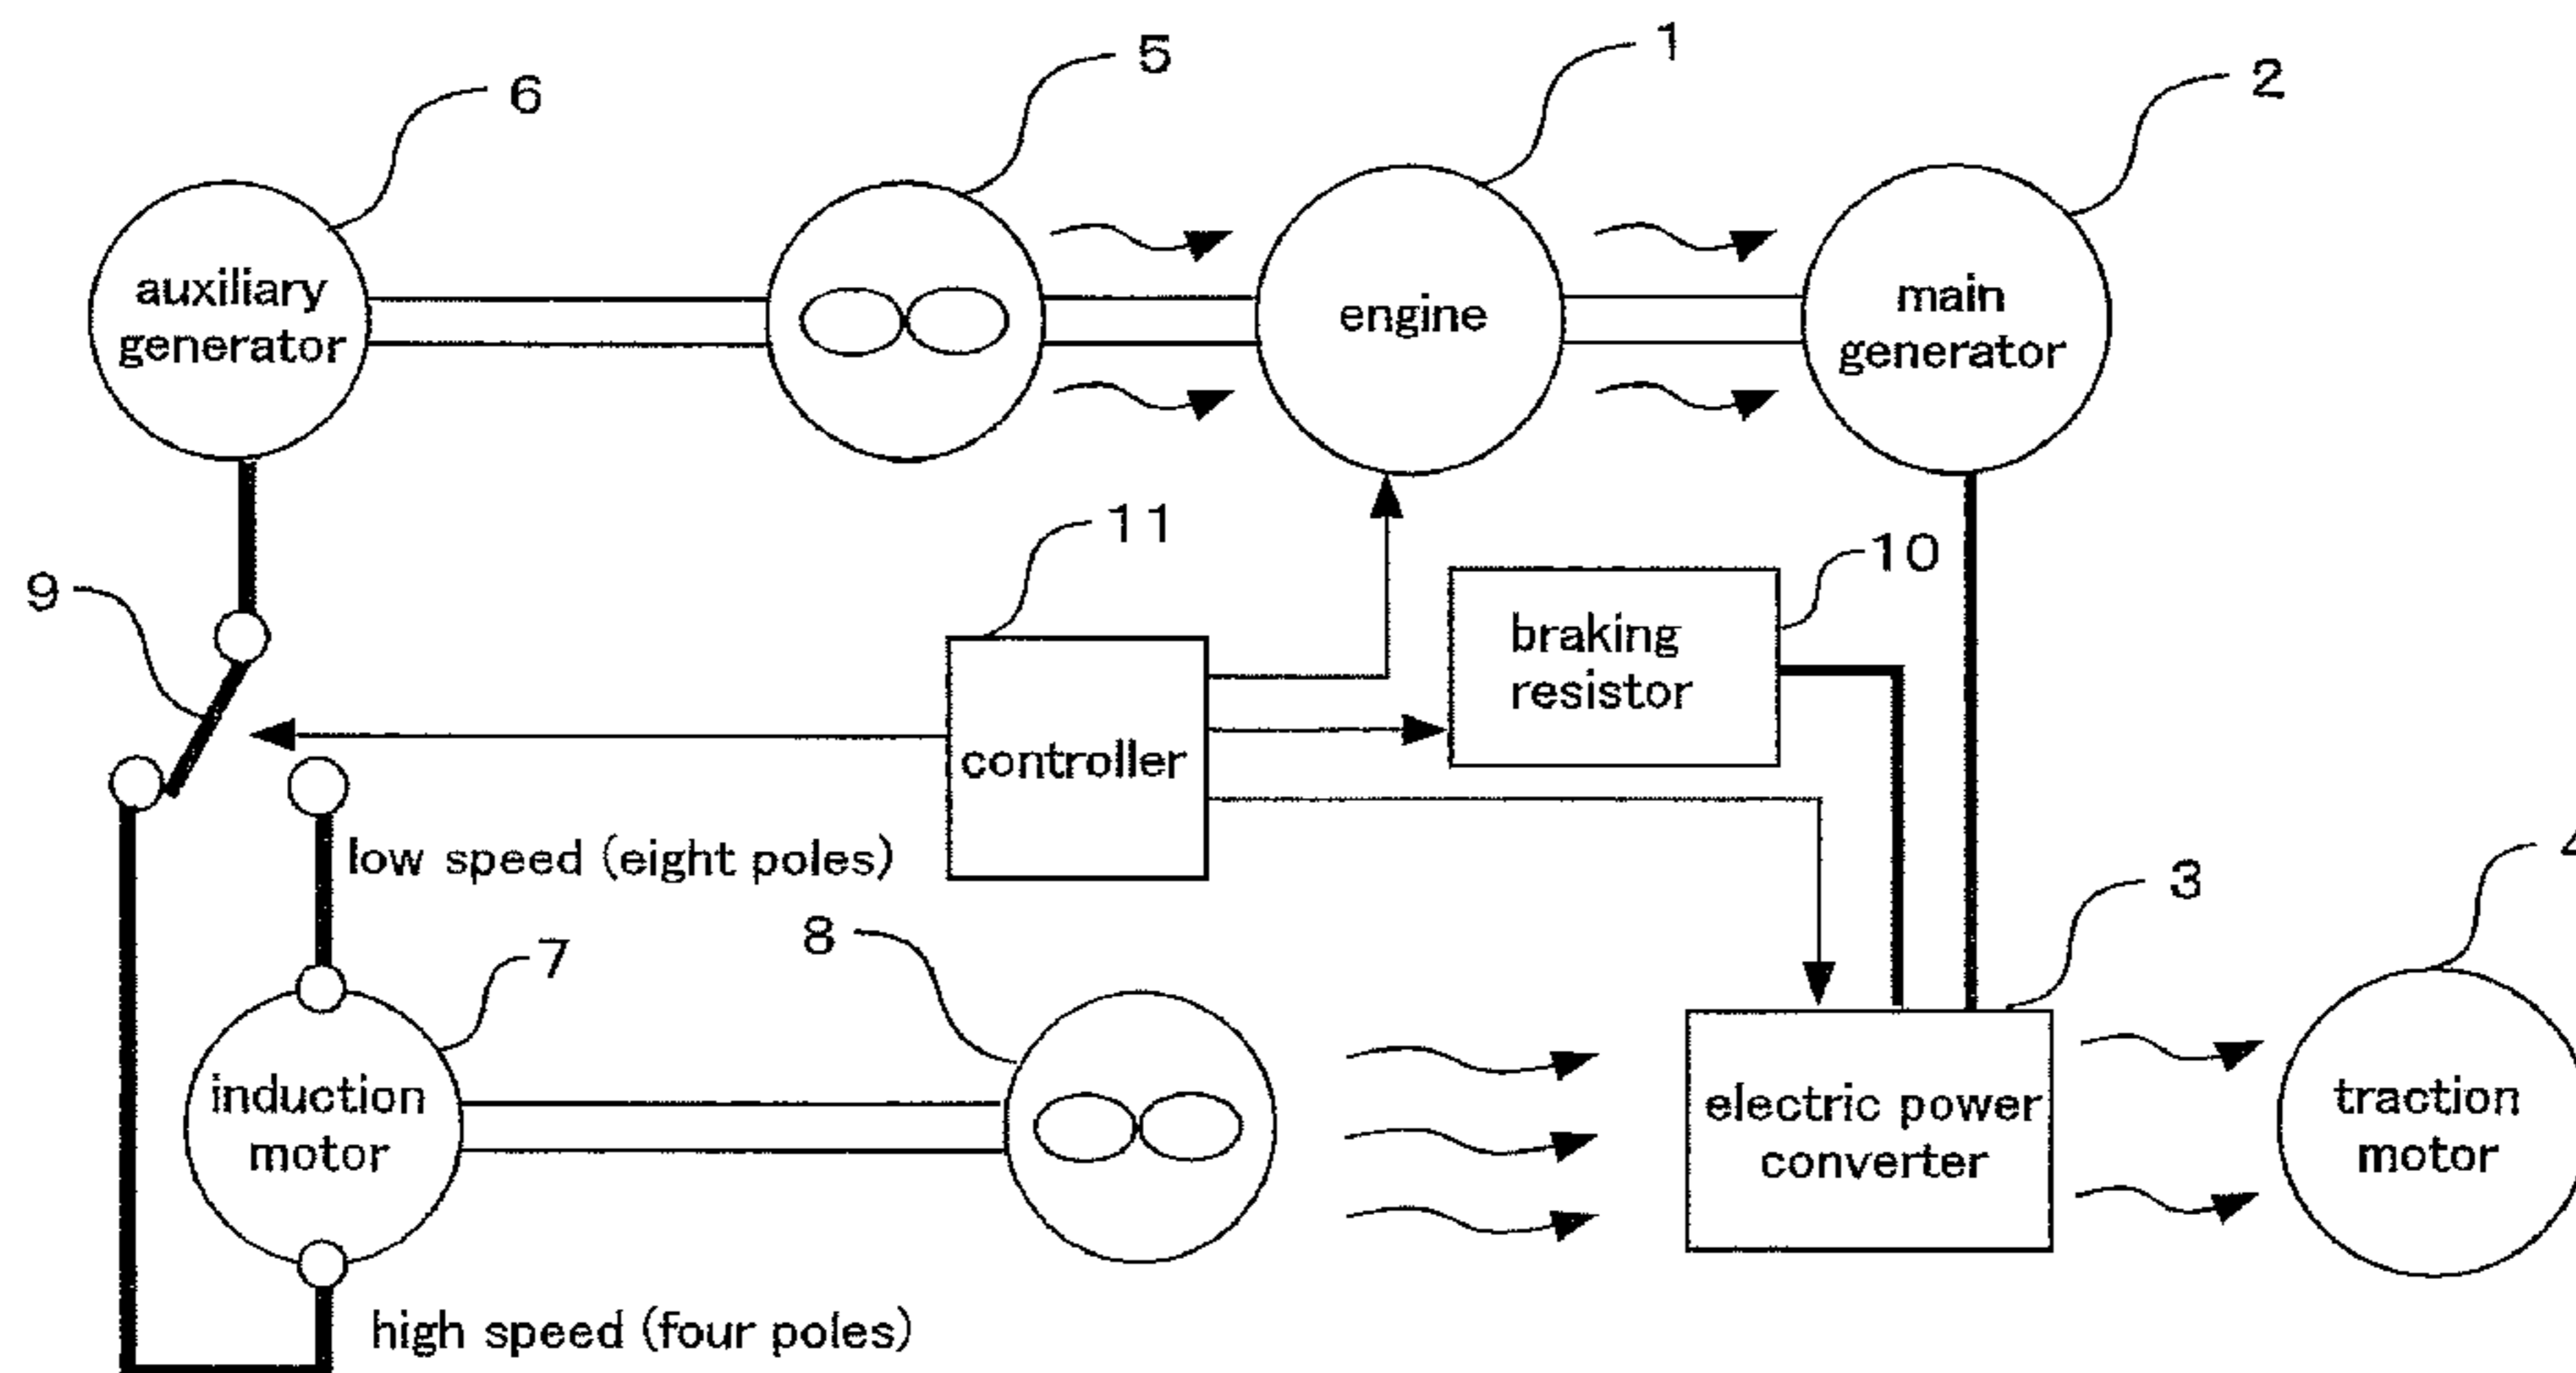 1
5
2
6
auxiliary
generator
engine
main
generator
11
10
9
braking
resistor
controller
low speed (eight poles)
4
3
8
7
induction
motor
electric power
converter
traction
motor
high speed (four poles)